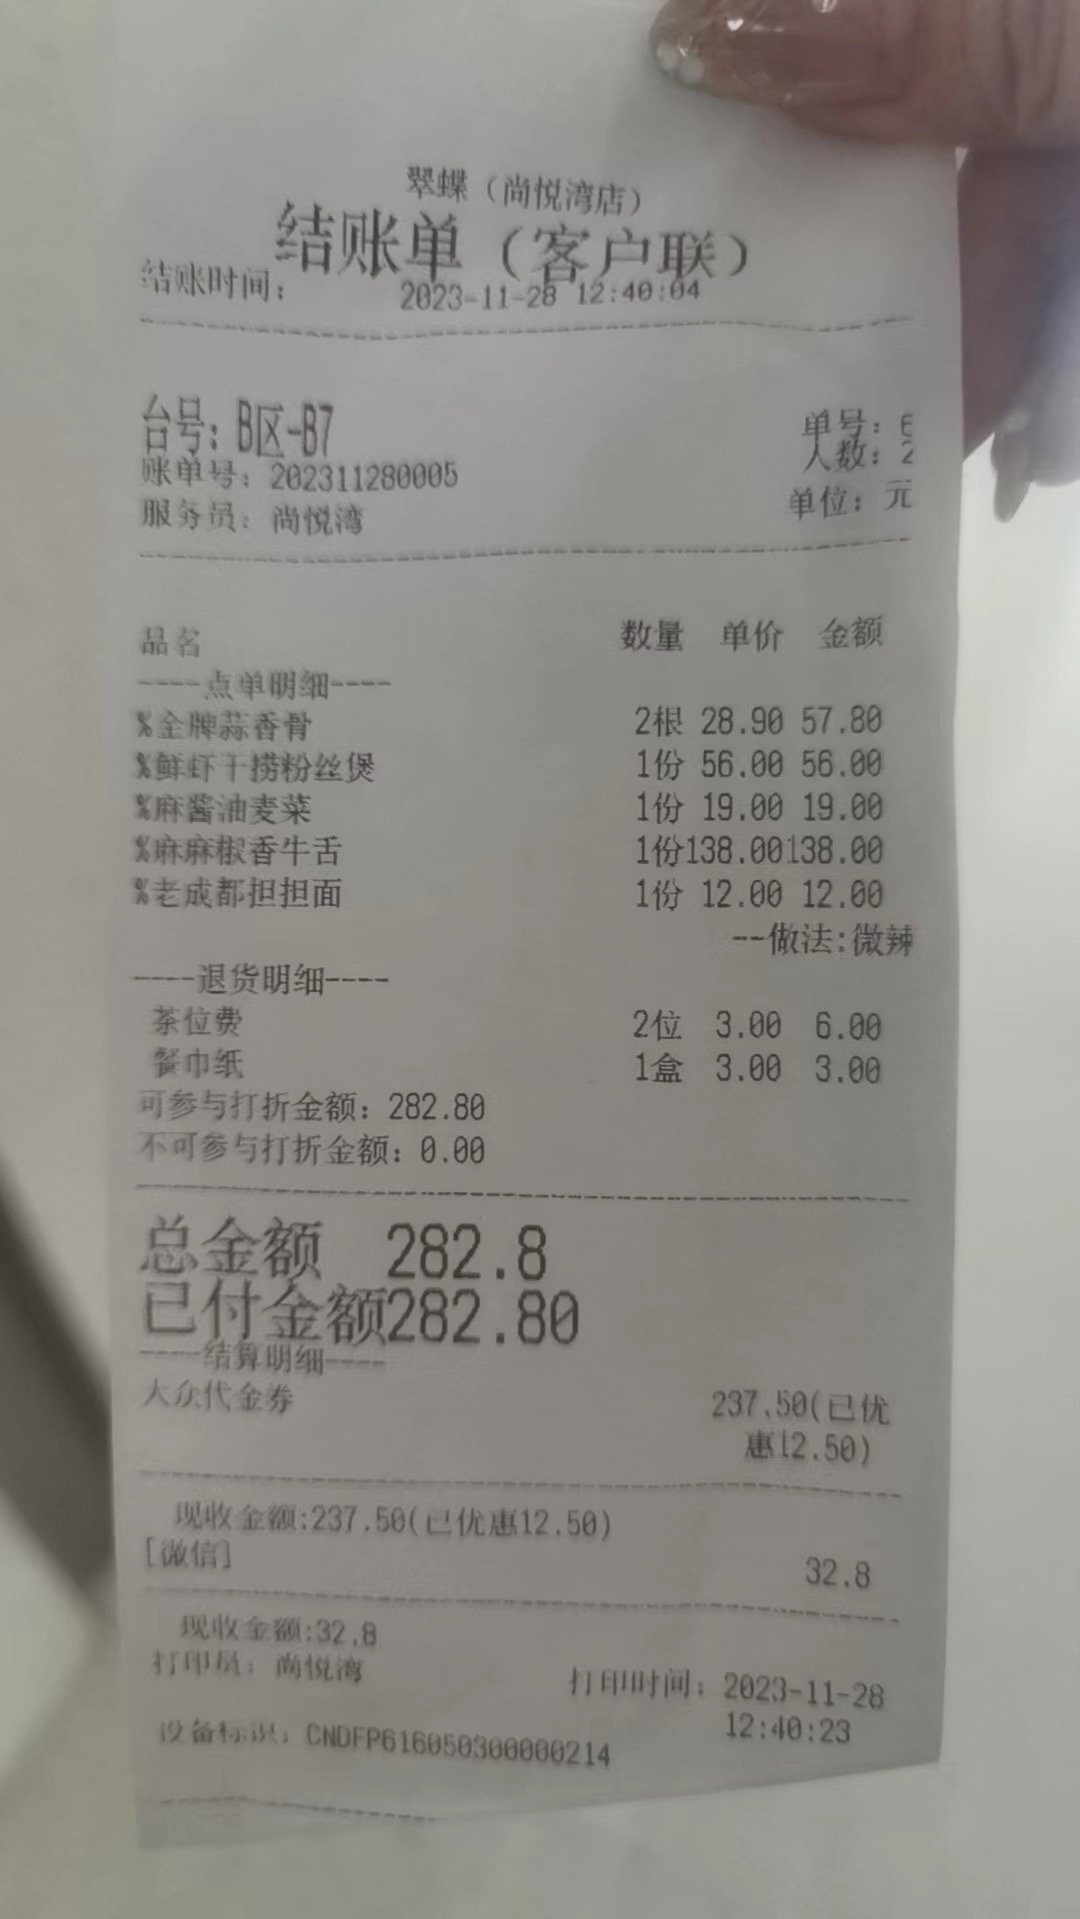 翠蝶（尚悦湾店）
结账单（客户联）
结账时间： 2023-11-28 12:40:04
台号：B区-B7 单号：6
账单号：202311280005 人数：2
服务员：尚悦湾 单位：元
品名 数量 单价 金额
----点单明细----
%金牌蒜香骨 2根 28.90 57.80
%鲜虾干捞粉丝煲 1份 56.00 56.00
%麻酱油麦菜 1份 19.00 19.00
%麻麻椒香牛舌 1份138.00138.00
%老成都担担面 1份 12.00 12.00
--做法:微辣
----退货明细----
茶位费 2位 3.00 6.00
餐巾纸 1盒 3.00 3.00
可参与打折金额：282.80
不可参与打折金额：0.00
总金额 282.8
已付金额282.80
----结算明细----
大众代金券 237.50(已优
惠12.50)
现收金额:237.50(已优惠12.50)
[微信] 32.8
现收金额:32.8
打印员：尚悦湾 打印时间：2023-11-28
12:40:23
设备标识：CNDFP616050300000214